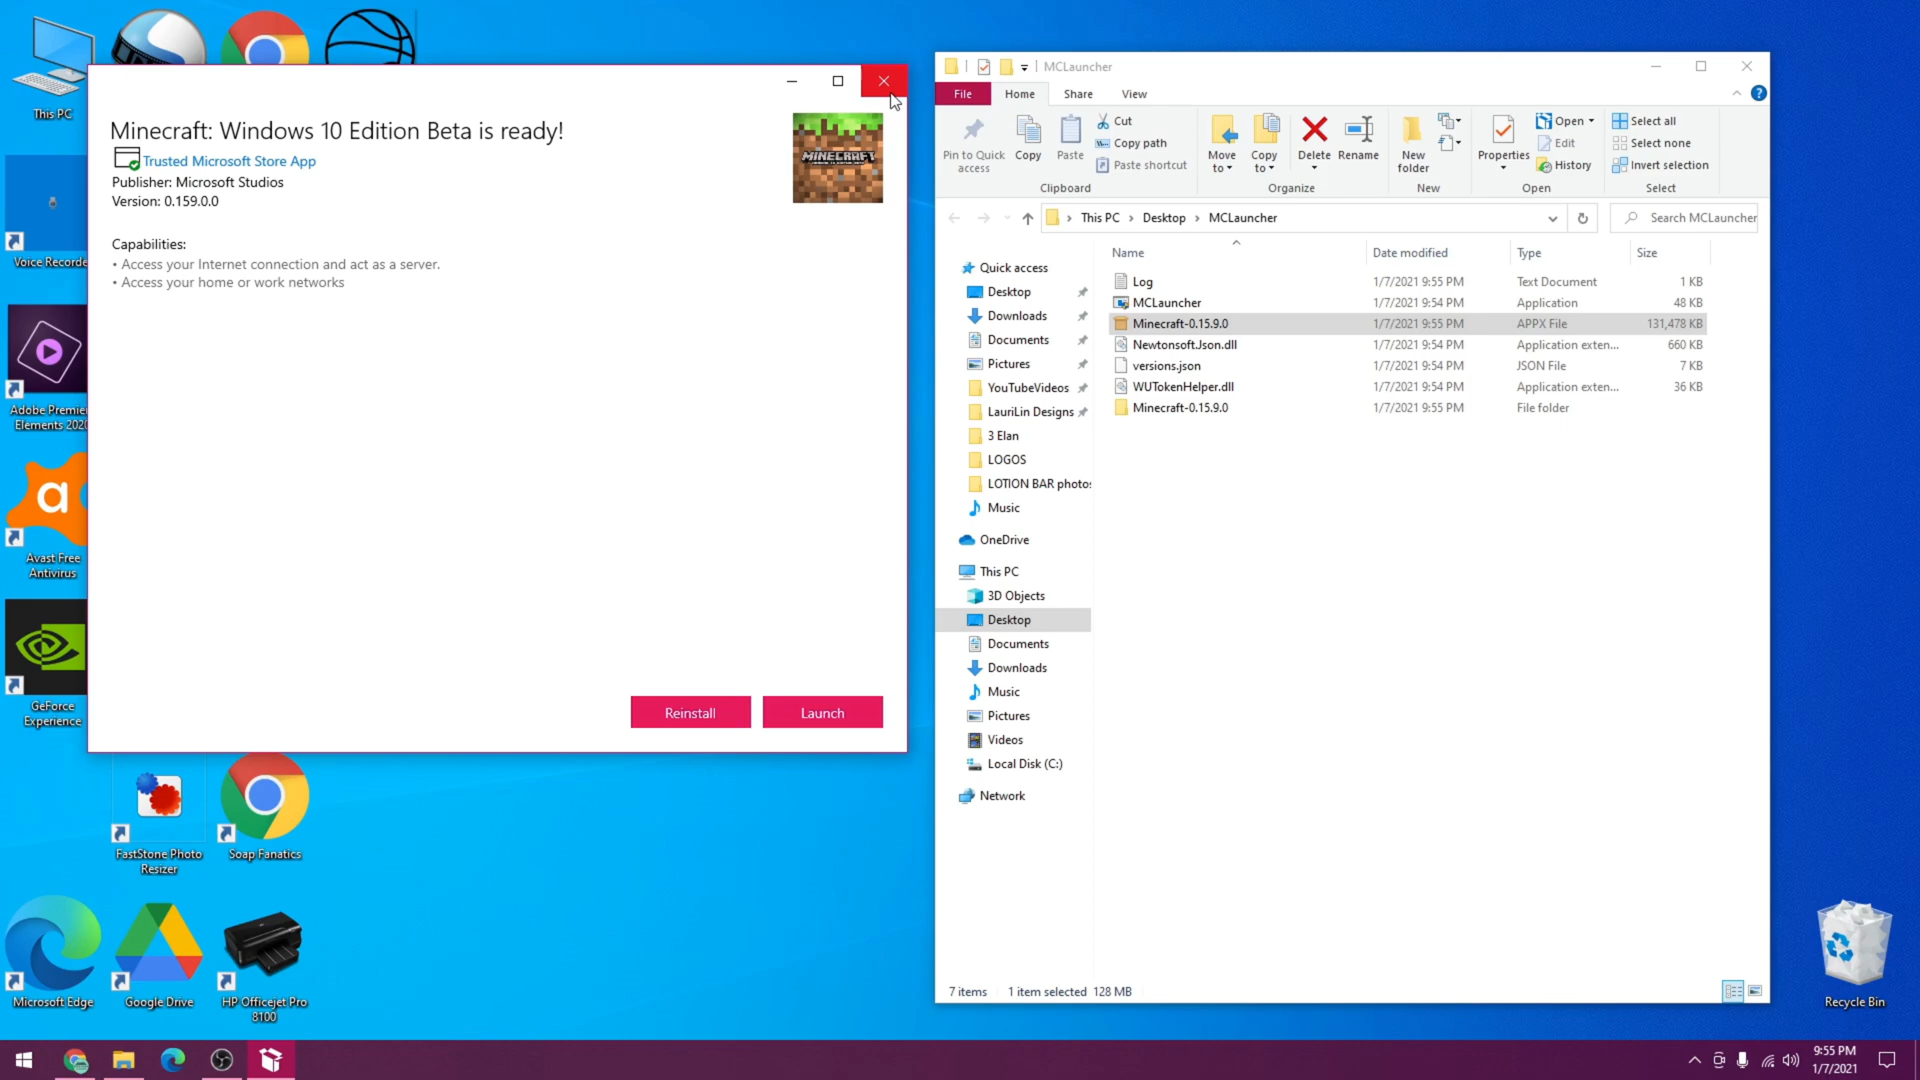 This PC
Voice Recorde
Adobe Premie
Elements 2020
Avast Free
Antivirus
GeForce
Experience
FastStone Photo
Resizer
Soap Fanatics
Microsoft Edge
Google Drive
HP Officejet Pro
8100
Recycle Bin
Minecraft: Windows 10 Edition Beta is ready!
Trusted Microsoft Store App
Publisher: Microsoft Studios
Version: 0.159.0.0
MINECRAFT
Capabilities:
• Access your Internet connection and act as a server.
• Access your home or work networks
Reinstall
Launch
MCLauncher
File Home Share View
Pin to Quick
access
Copy
Paste
Cut
Copy path
Paste shortcut
Clipboard
Move
to
Copy
to
Delete
Rename
Organize
New
folder
New
Properties
Open
Edit
History
Open
Select all
Select none
Invert selection
Select
This PC > Desktop > MCLauncher
Search MCLauncher
Name Date modified Type Size
Log 1/7/2021 9:55 PM Text Document 1 KB
MCLauncher 1/7/2021 9:54 PM Application 48 KB
Minecraft-0.15.9.0 1/7/2021 9:55 PM APPX File 131,478 KB
Newtonsoft.Json.dll 1/7/2021 9:54 PM Application exten... 660 KB
versions.json 1/7/2021 9:54 PM JSON File 7 KB
WUTokenHelper.dll 1/7/2021 9:54 PM Application exten... 36 KB
Minecraft-0.15.9.0 1/7/2021 9:55 PM File folder
Quick access
Desktop
Downloads
Documents
Pictures
YouTubeVideos
LauriLin Designs
3 Elan
LOGOS
LOTION BAR photos
Music
OneDrive
This PC
3D Objects
Desktop
Documents
Downloads
Music
Pictures
Videos
Local Disk (C:)
Network
7 items 1 item selected 128 MB
9:55 PM
1/7/2021